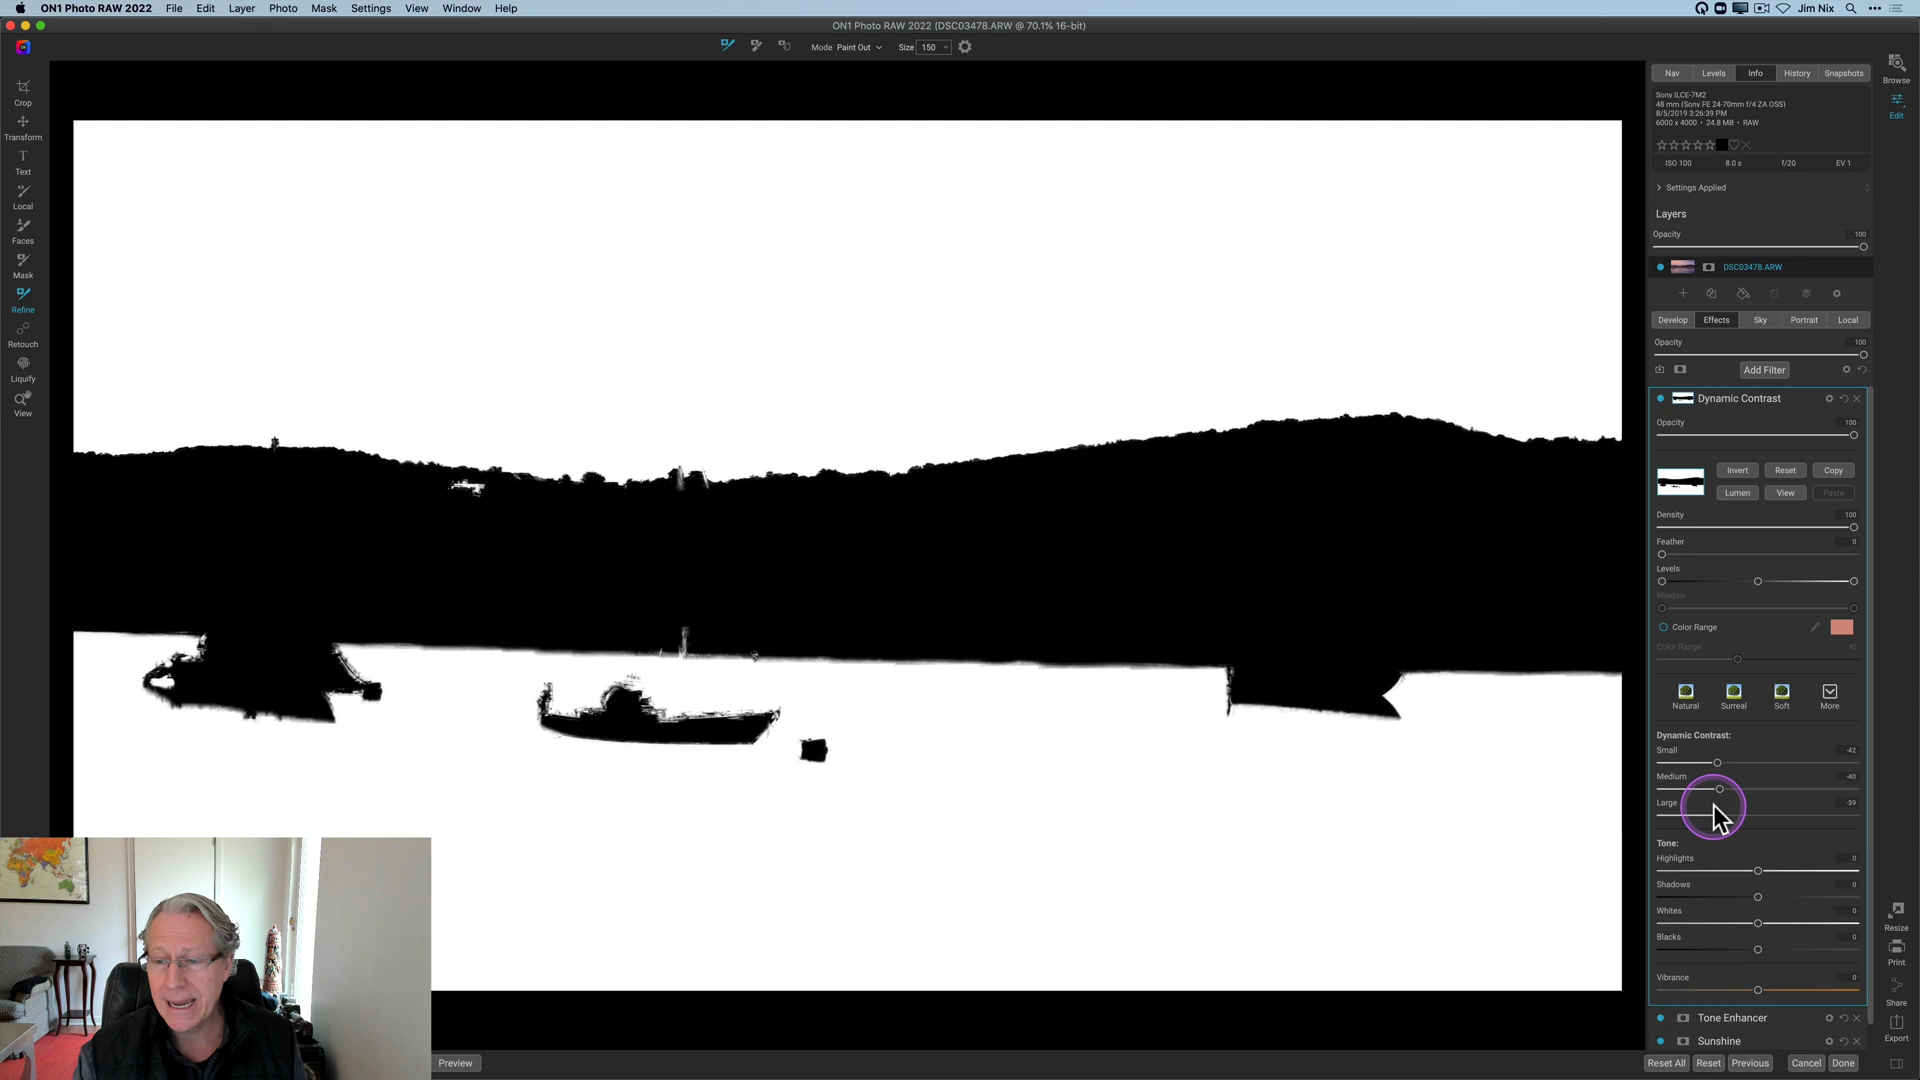 ON1 Photo RAW 2022 File Edit Layer Photo Mask Settings View Window Help Jim Nix
ON1 Photo RAW 2022 (DSC03478.ARW @ 70.1% 16-bit)
Mode Paint Out Size 150
Crop
Transform
Text
Local
Faces
Mask
Refine
Retouch
Liquify
View
Nav Levels Info History Snapshots
Browse
Edit
Sony ILCE-7M2
48 mm (Sony FE 24-70mm f/4 ZA OSS)
8/5/2019 3:26:39 PM
6000 x 4000 • 24.8 MB • RAW
ISO 100 8.0 s f/20 EV 1
Settings Applied
Layers
Opacity 100
DSC03478.ARW
Develop Effects Sky Portrait Local
Opacity 100
Add Filter
Dynamic Contrast
Opacity 100
Invert Reset Copy
Lumen View Paste
Density 100
Feather 0
Levels
Window
Color Range
Color Range 40
Natural Surreal Soft More
Dynamic Contrast:
Small -42
Medium -40
Large -39
Tone:
Highlights 0
Shadows 0
Whites 0
Blacks 0
Vibrance 0
Tone Enhancer
Sunshine
Resize
Print
Share
Export
Preview
Reset All Reset Previous Cancel Done